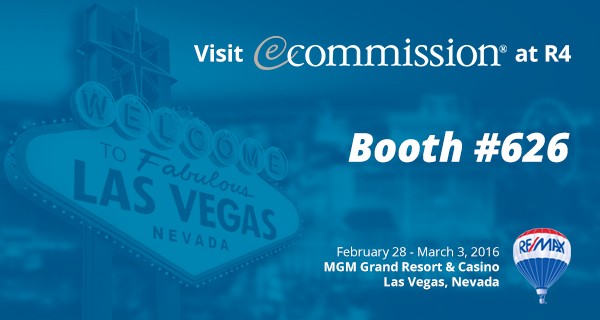 Visit ecommission® at R4
Booth #626
WELCOME
TO Fabulous
LAS VEGAS
NEVADA
February 28 - March 3, 2016
MGM Grand Resort & Casino
Las Vegas, Nevada
RE/MAX